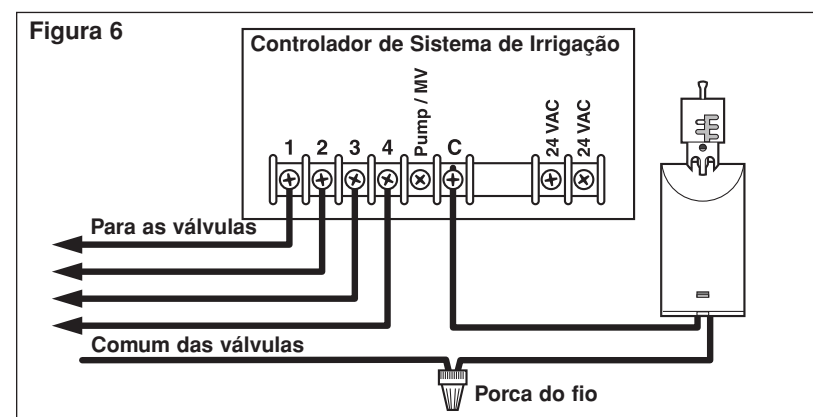 Figura 6
Controlador de Sistema de Irrigação
1 2 3 4 Pump / MV C 24 VAC 24 VAC
Para as válvulas
Comum das válvulas
Porca do fio